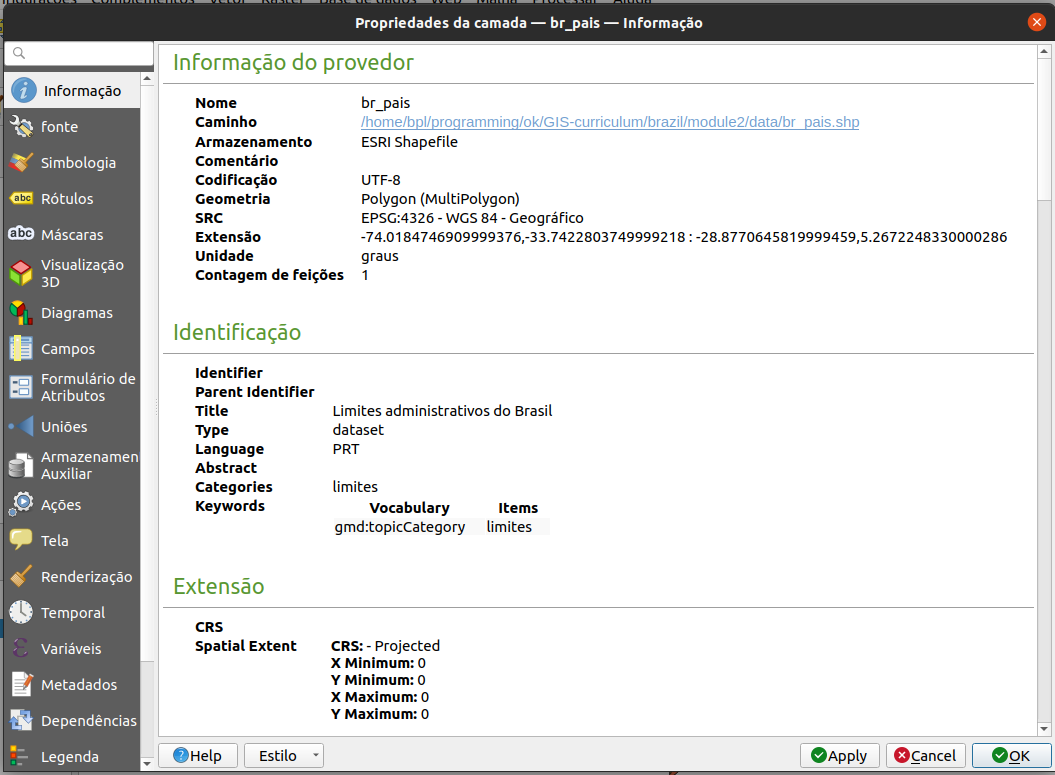 Propriedades da camada — br_pais — Informação
Informação
fonte
Simbologia
abc Rótulos
abc Máscaras
Visualização
3D
Diagramas
Campos
Formulário de
Atributos
Uniões
Armazenamen
Auxiliar
Ações
Tela
Renderização
Temporal
Variáveis
Metadados
Dependências
Legenda
Informação do provedor
Nome br_pais
Caminho /home/bpl/programming/ok/GIS-curriculum/brazil/module2/data/br_pais.shp
Armazenamento ESRI Shapefile
Comentário
Codificação UTF-8
Geometria Polygon (MultiPolygon)
SRC EPSG:4326 - WGS 84 - Geográfico
Extensão -74.0184746909999376,-33.7422803749999218 : -28.8770645819999459,5.2672248330000286
Unidade graus
Contagem de feições 1
Identificação
Identifier
Parent Identifier
Title Limites administrativos do Brasil
Type dataset
Language PRT
Abstract
Categories limites
Keywords Vocabulary Items
gmd:topicCategory limites
Extensão
CRS
Spatial Extent CRS: - Projected
X Minimum: 0
Y Minimum: 0
X Maximum: 0
Y Maximum: 0
Help Estilo Apply Cancel OK